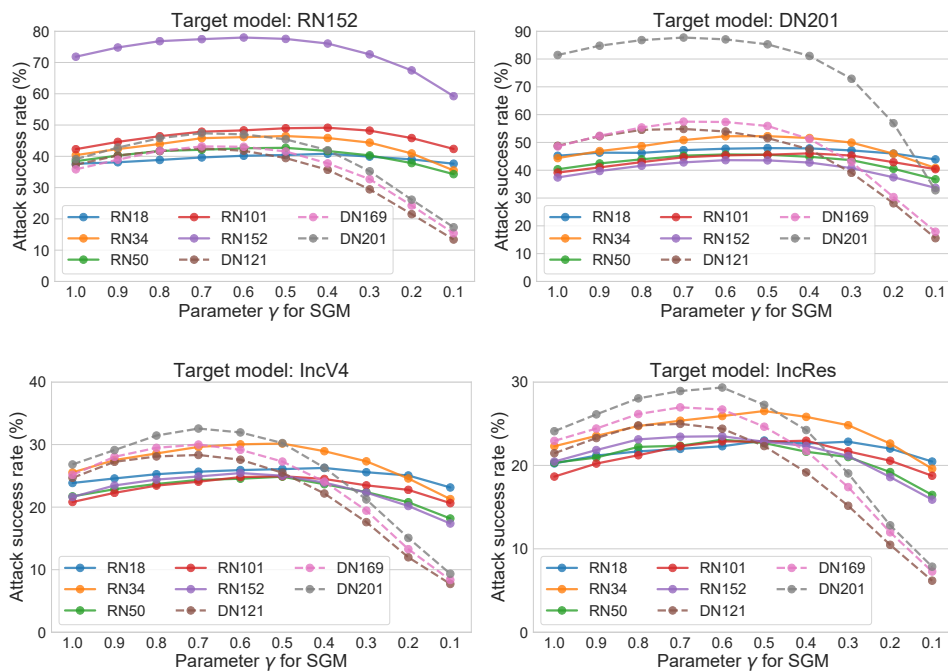 Target model: RN152
Attack success rate (%)
80
70
60
50
40
30
20
10
0
RN18 RN101 DN169
RN34 RN152 DN201
RN50 DN121
1.0 0.9 0.8 0.7 0.6 0.5 0.4 0.3 0.2 0.1
Parameter γ for SGM
Target model: DN201
Attack success rate (%)
90
80
70
60
50
40
30
20
10
0
RN18 RN101 DN169
RN34 RN152 DN201
RN50 DN121
1.0 0.9 0.8 0.7 0.6 0.5 0.4 0.3 0.2 0.1
Parameter γ for SGM
Target model: IncV4
Attack success rate (%)
40
30
20
10
0
RN18 RN101 DN169
RN34 RN152 DN201
RN50 DN121
1.0 0.9 0.8 0.7 0.6 0.5 0.4 0.3 0.2 0.1
Parameter γ for SGM
Target model: IncRes
Attack success rate (%)
30
20
10
0
RN18 RN101 DN169
RN34 RN152 DN201
RN50 DN121
1.0 0.9 0.8 0.7 0.6 0.5 0.4 0.3 0.2 0.1
Parameter γ for SGM